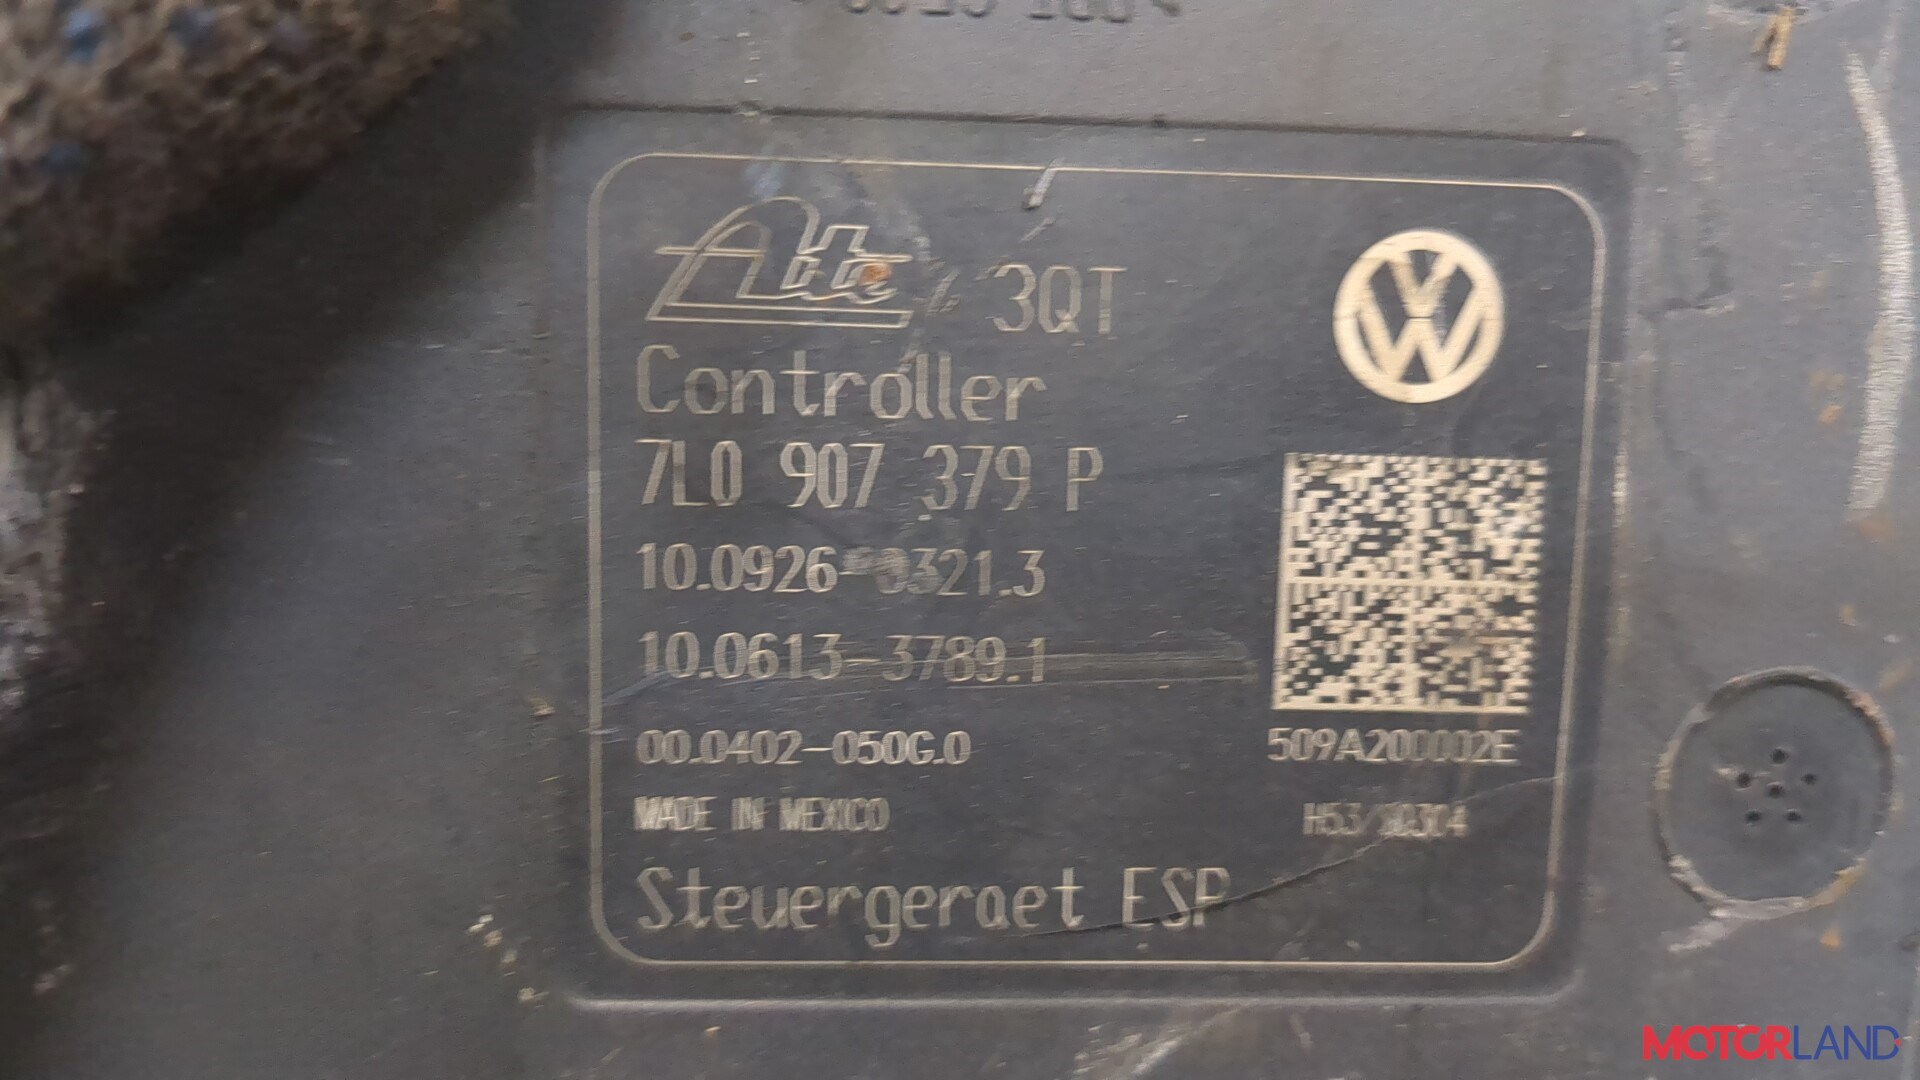 Ate 3QT
Controller
7L0 907 379 P
10.0926-0321.3
10.0613-3789.1
00.0402-050G.0
509A200002E
MADE IN MEXICO
Steuergeraet ESP
MOTORLAND